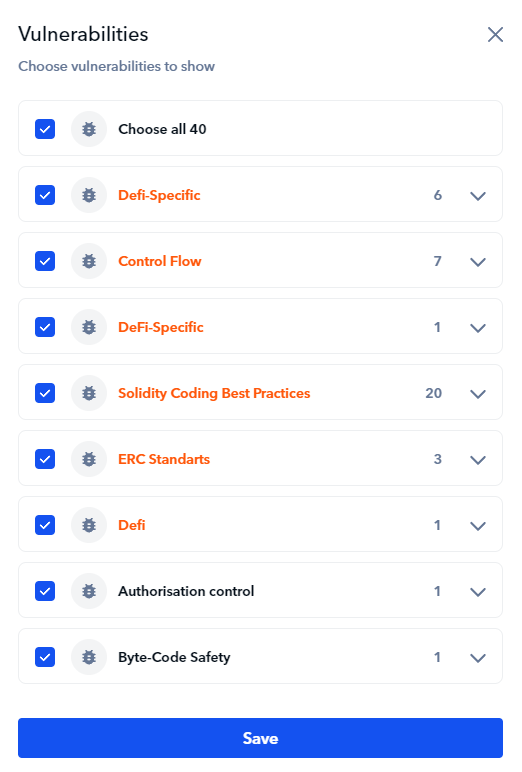 Vulnerabilities
Choose vulnerabilities to show
Choose all 40
Defi-Specific 6
Control Flow 7
DeFi-Specific 1
Solidity Coding Best Practices 20
ERC Standarts 3
Defi 1
Authorisation control 1
Byte-Code Safety 1
Save